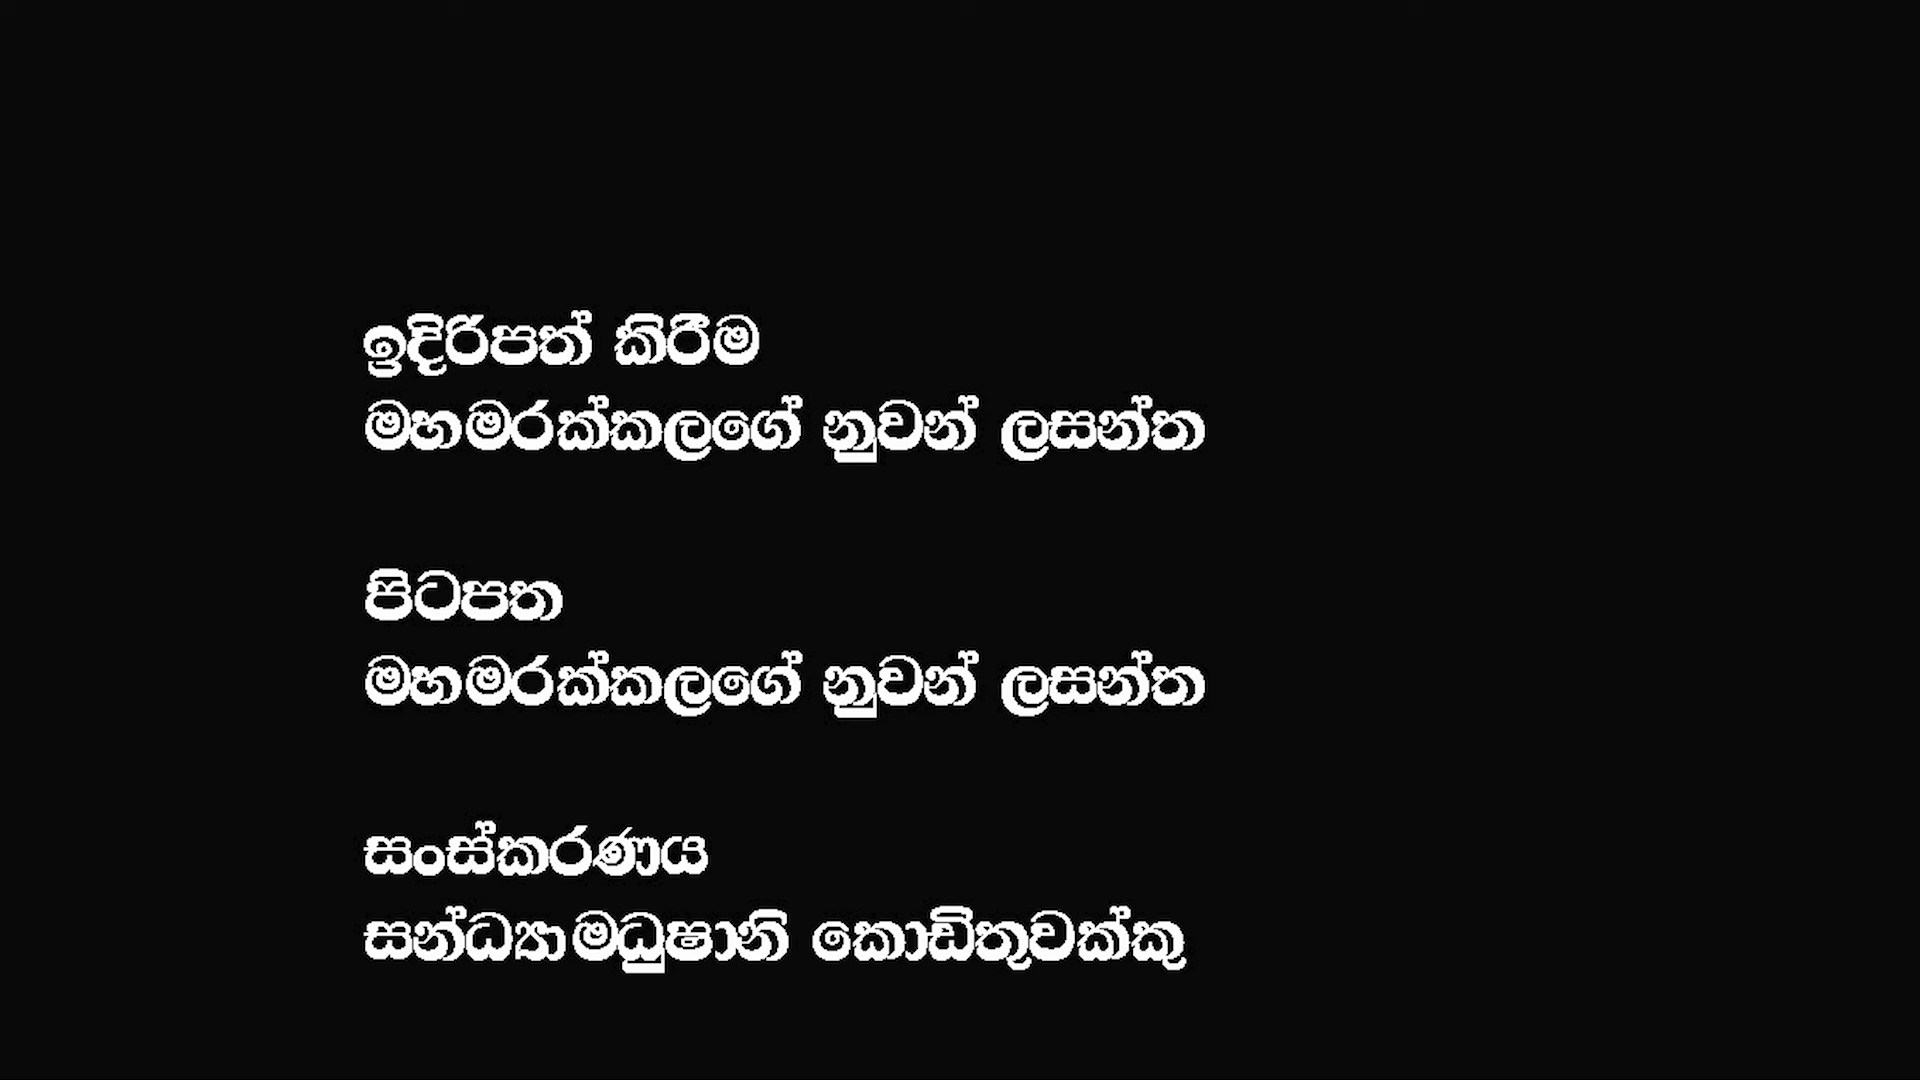 ඉදිරිපත් කිරීම
මහමරක්කලගේ නුවන් ලසන්ත
පිටපත
මහමරක්කලගේ නුවන් ලසන්ත
සංස්කරණය
සන්ධ්‍යාමධුෂානි කොඩිතුවක්කු